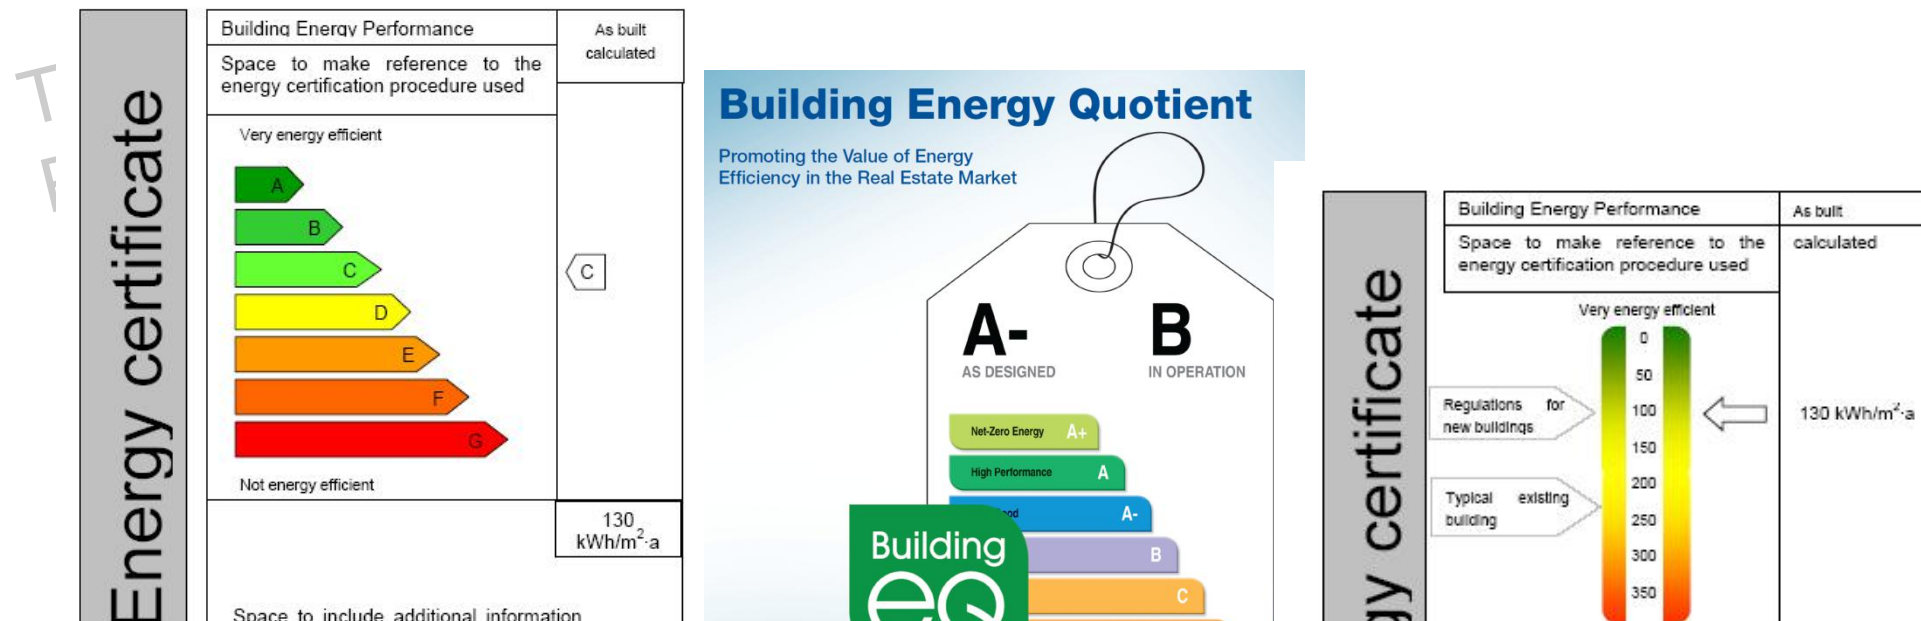 Energy certificate
Building Energy Performance
As built
calculated
Space to make reference to the
energy certification procedure used
Very energy efficient
A
B
C
C
D
E
F
G
Not energy efficient
130
kWh/m²·a
Space to include additional information
Building Energy Quotient
Promoting the Value of Energy
Efficiency in the Real Estate Market
A-
B
AS DESIGNED
IN OPERATION
Net-Zero Energy A+
High Performance A
A-
B
C
Building
eQ
certificate
Building Energy Performance
As built
calculated
Space to make reference to the
energy certification procedure used
Very energy efficient
0
50
Regulations for
new buildings
100
130 kWh/m²·a
150
200
Typical existing
building
250
300
350